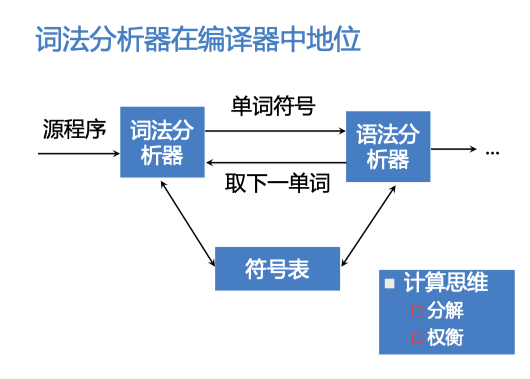 词法分析器在编译器中地位
源程序
词法分
析器
单词符号
取下一单词
语法分
析器
...
符号表
计算思维
分解
权衡